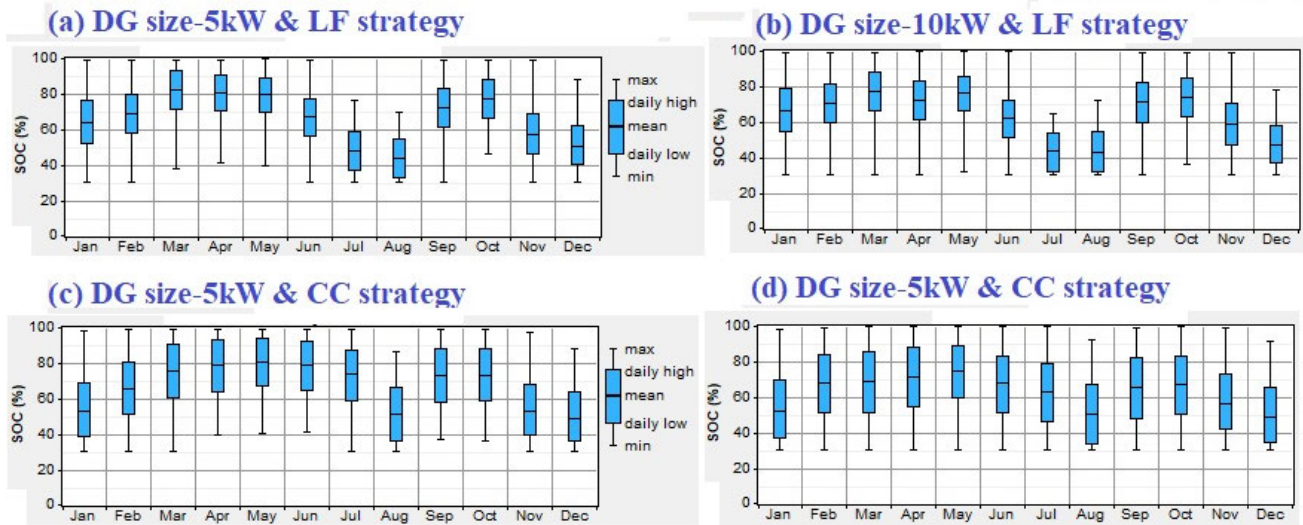 (a) DG size-5kW & LF strategy
100
80
60
40
20
0
SOC (%)
Jan Feb Mar Apr May Jun Jul Aug Sep Oct Nov Dec
max
daily high
mean
daily low
min
(b) DG size-10kW & LF strategy
100
80
60
40
20
0
SOC (%)
Jan Feb Mar Apr May Jun Jul Aug Sep Oct Nov Dec
(c) DG size-5kW & CC strategy
100
80
60
40
20
0
SOC (%)
Jan Feb Mar Apr May Jun Jul Aug Sep Oct Nov Dec
max
daily high
mean
daily low
min
(d) DG size-5kW & CC strategy
100
80
60
40
20
0
SOC (%)
Jan Feb Mar Apr May Jun Jul Aug Sep Oct Nov Dec